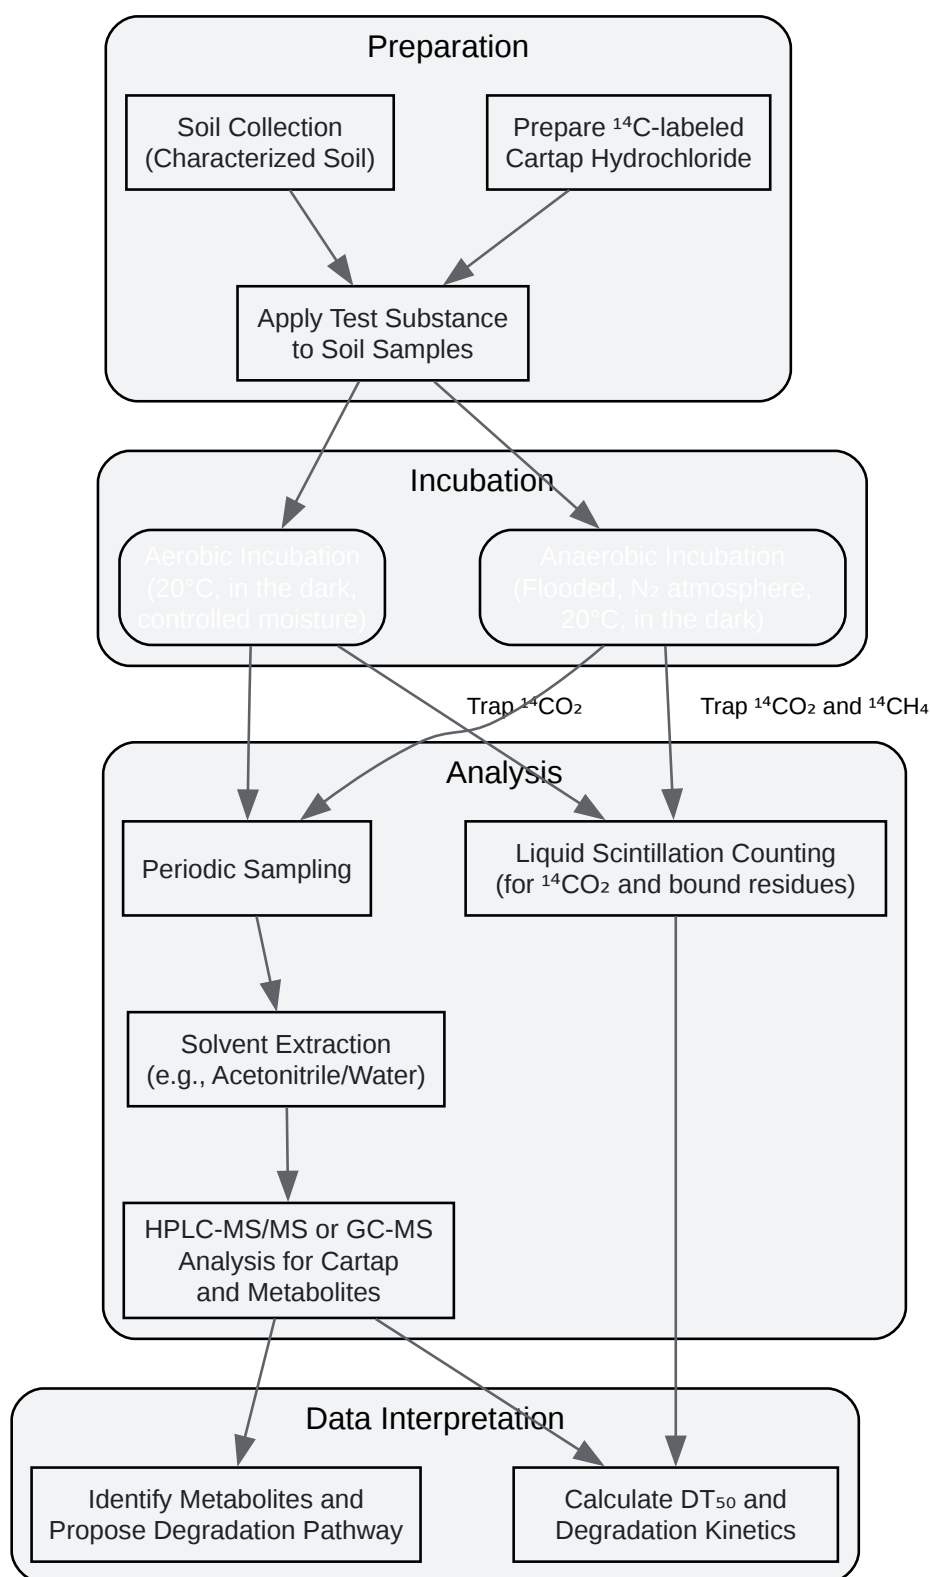 Preparation
Soil Collection
(Characterized Soil)
Prepare ¹⁴C-labeled
Cartap Hydrochloride
Apply Test Substance
to Soil Samples
Incubation
Aerobic Incubation
(20°C, in the dark,
controlled moisture)
Anaerobic Incubation
(Flooded, N₂ atmosphere,
20°C, in the dark)
Trap ¹⁴CO₂
Trap ¹⁴CO₂ and ¹⁴CH₄
Analysis
Periodic Sampling
Liquid Scintillation Counting
(for ¹⁴CO₂ and bound residues)
Solvent Extraction
(e.g., Acetonitrile/Water)
HPLC-MS/MS or GC-MS
Analysis for Cartap
and Metabolites
Data Interpretation
Identify Metabolites and
Propose Degradation Pathway
Calculate DT₅₀ and
Degradation Kinetics